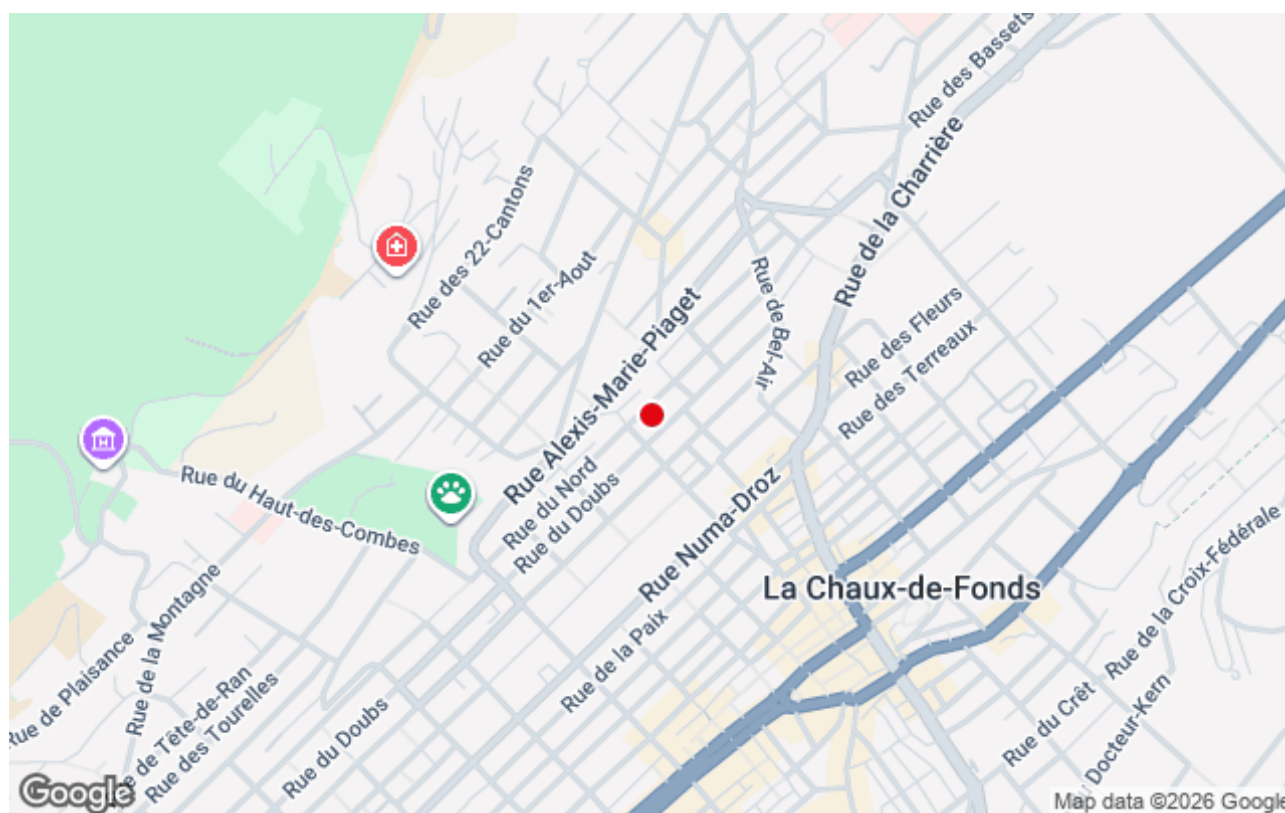 Rue des Bassets
Rue de la Charrière
Rue des 22-Cantons
Rue du 1er-Aout
Rue de Bel-Air
Rue Alexis-Marie-Piaget
Rue des Fleurs
Rue des Terreaux
Rue du Haut-des-Combes
Rue du Nord
Rue du Doubs
Rue Numa-Droz
La Chaux-de-Fonds
Rue de la Croix-Fédérale
Rue de la Montagne
Rue de Plaisance
Rue de la Paix
Rue du Doubs
de Tête-de-Ran
Rue des Tourelles
Rue du Crêt
Docteur-Kern
Google
Map data ©2026 Google